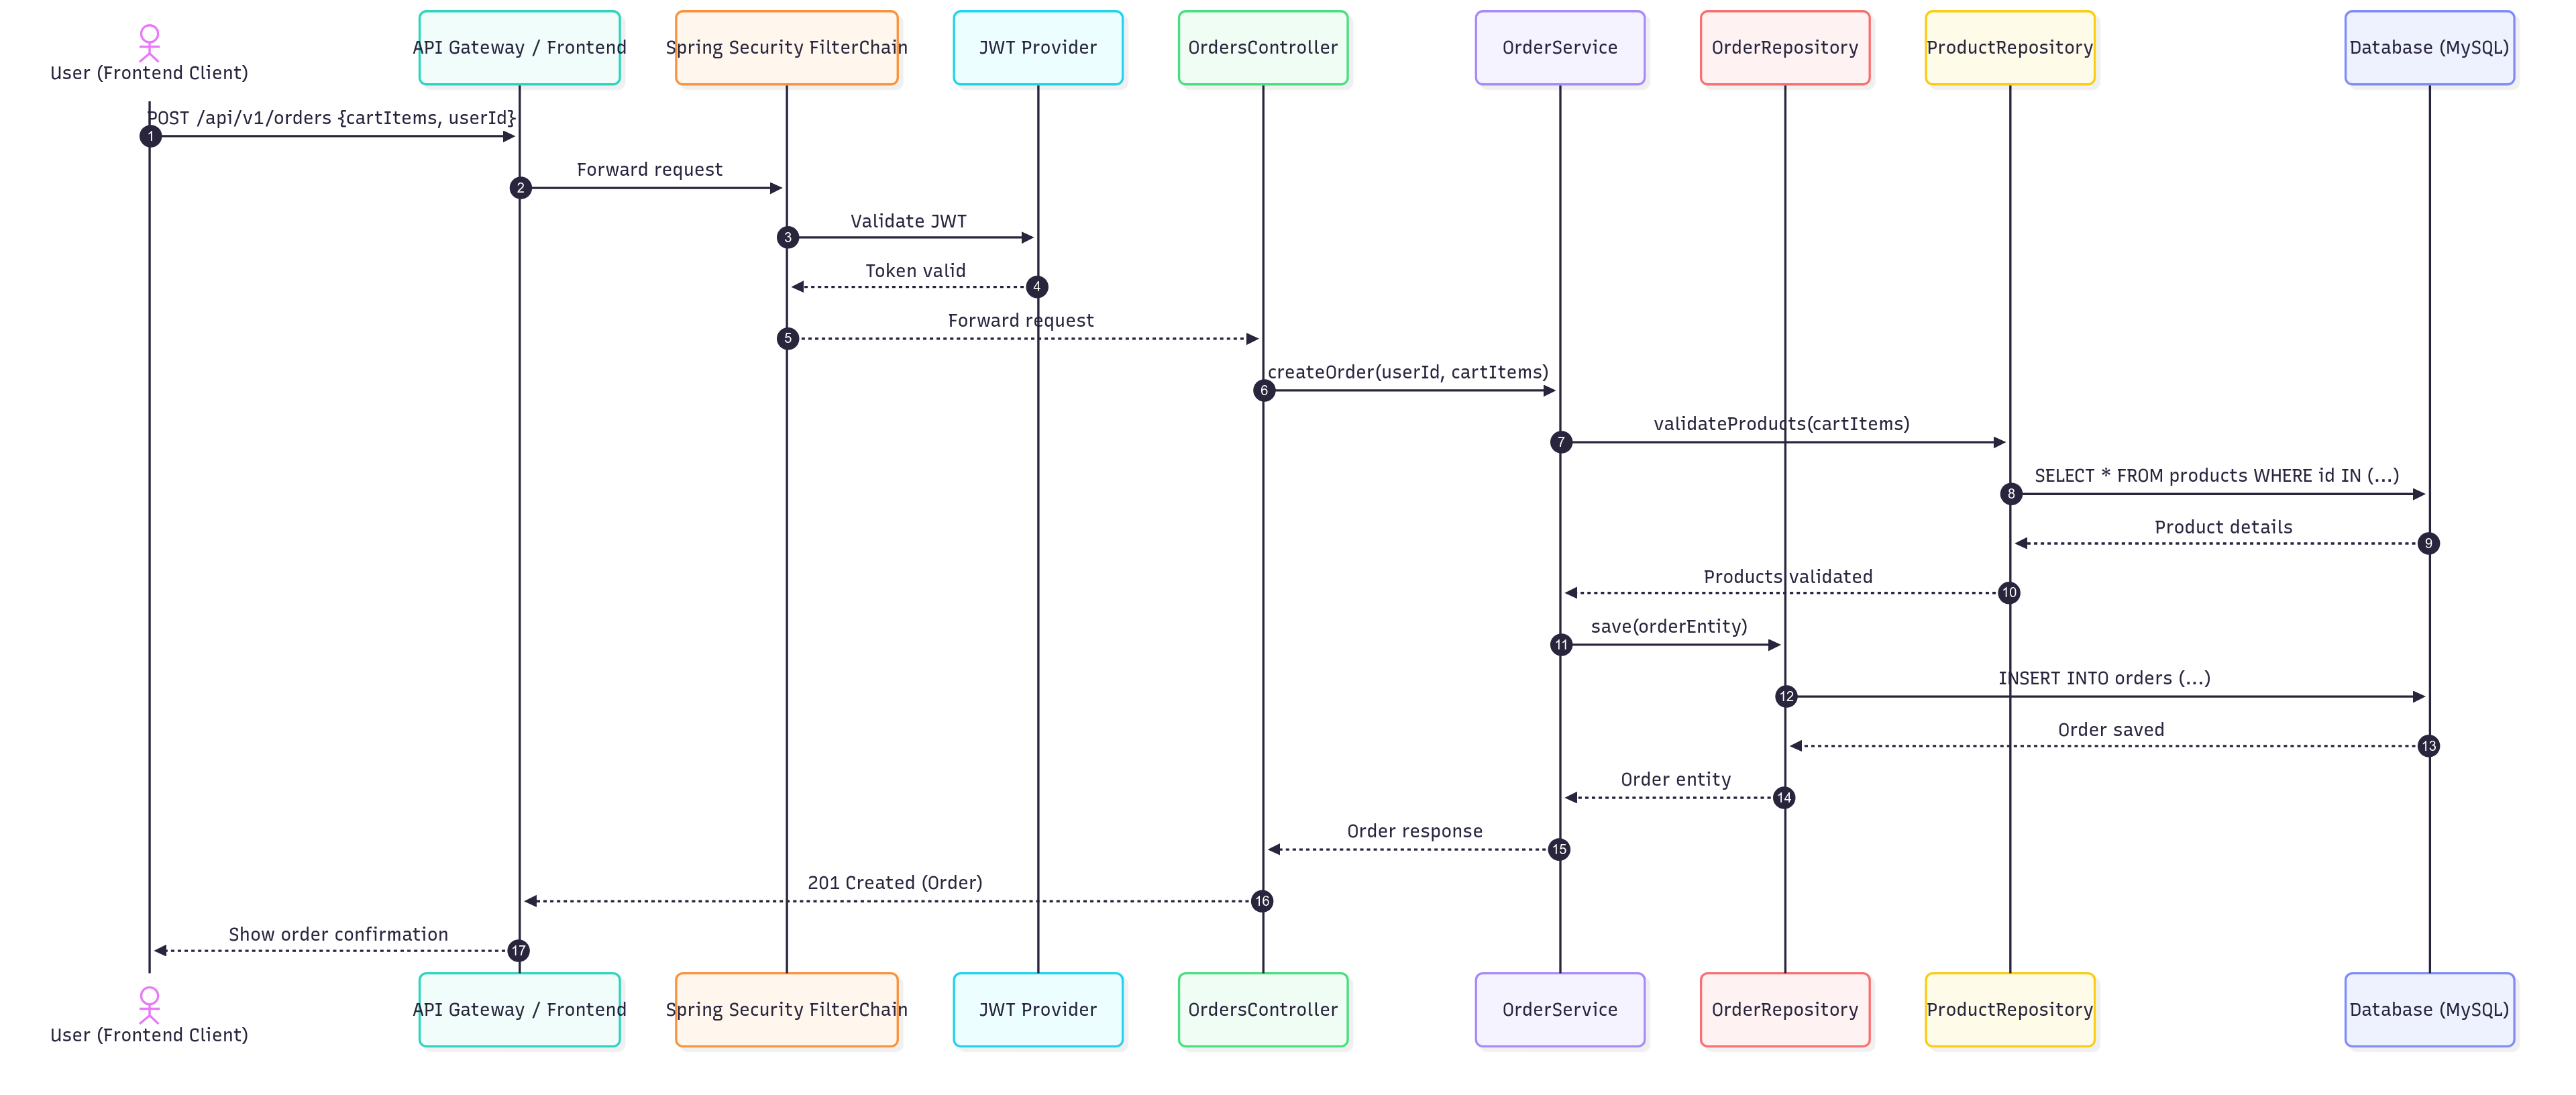 User (Frontend Client)
API Gateway / Frontend
Spring Security FilterChain
JWT Provider
OrdersController
OrderService
OrderRepository
ProductRepository
Database (MySQL)
POST /api/v1/orders {cartItems, userId}
1
Forward request
2
Validate JWT
3
Token valid
4
Forward request
5
createOrder(userId, cartItems)
6
validateProducts(cartItems)
7
SELECT * FROM products WHERE id IN (...)
8
Product details
9
Products validated
10
save(orderEntity)
11
INSERT INTO orders (...)
12
Order saved
13
Order entity
14
Order response
15
201 Created (Order)
16
Show order confirmation
17
User (Frontend Client)
API Gateway / Frontend
Spring Security FilterChain
JWT Provider
OrdersController
OrderService
OrderRepository
ProductRepository
Database (MySQL)